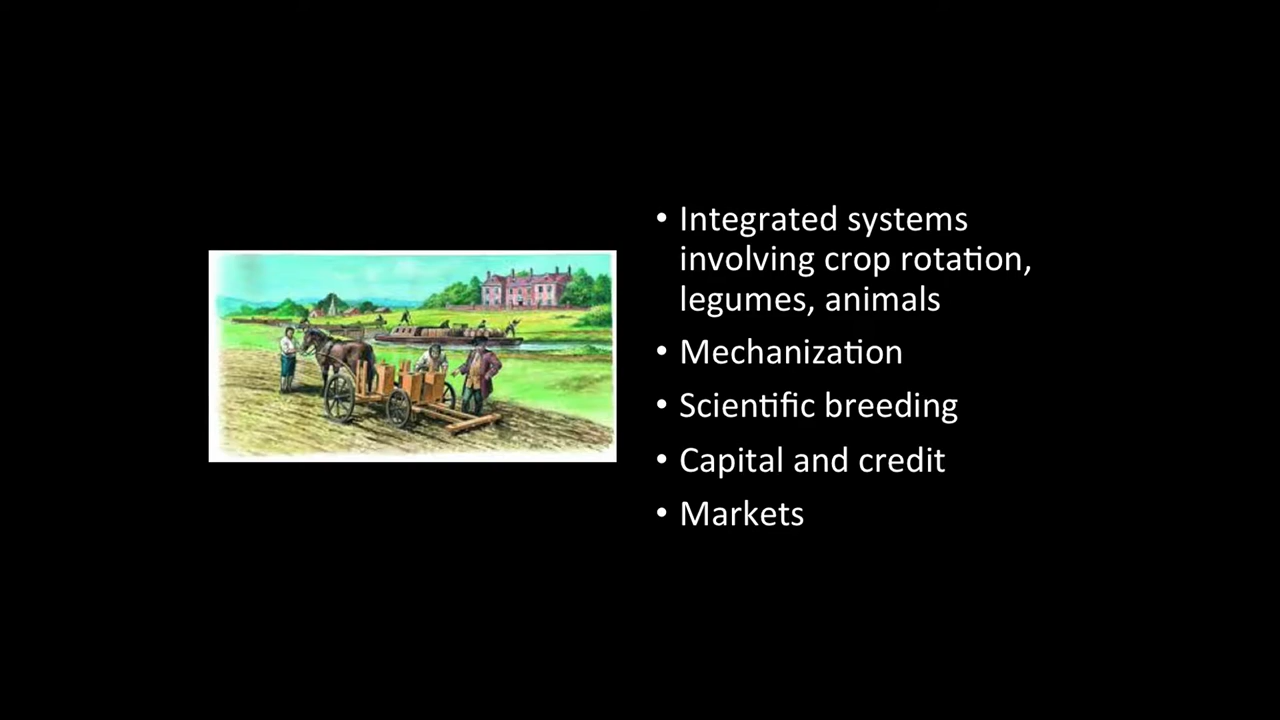 • Integrated systems
involving crop rotation,
legumes, animals
• Mechanization
• Scientific breeding
• Capital and credit
• Markets